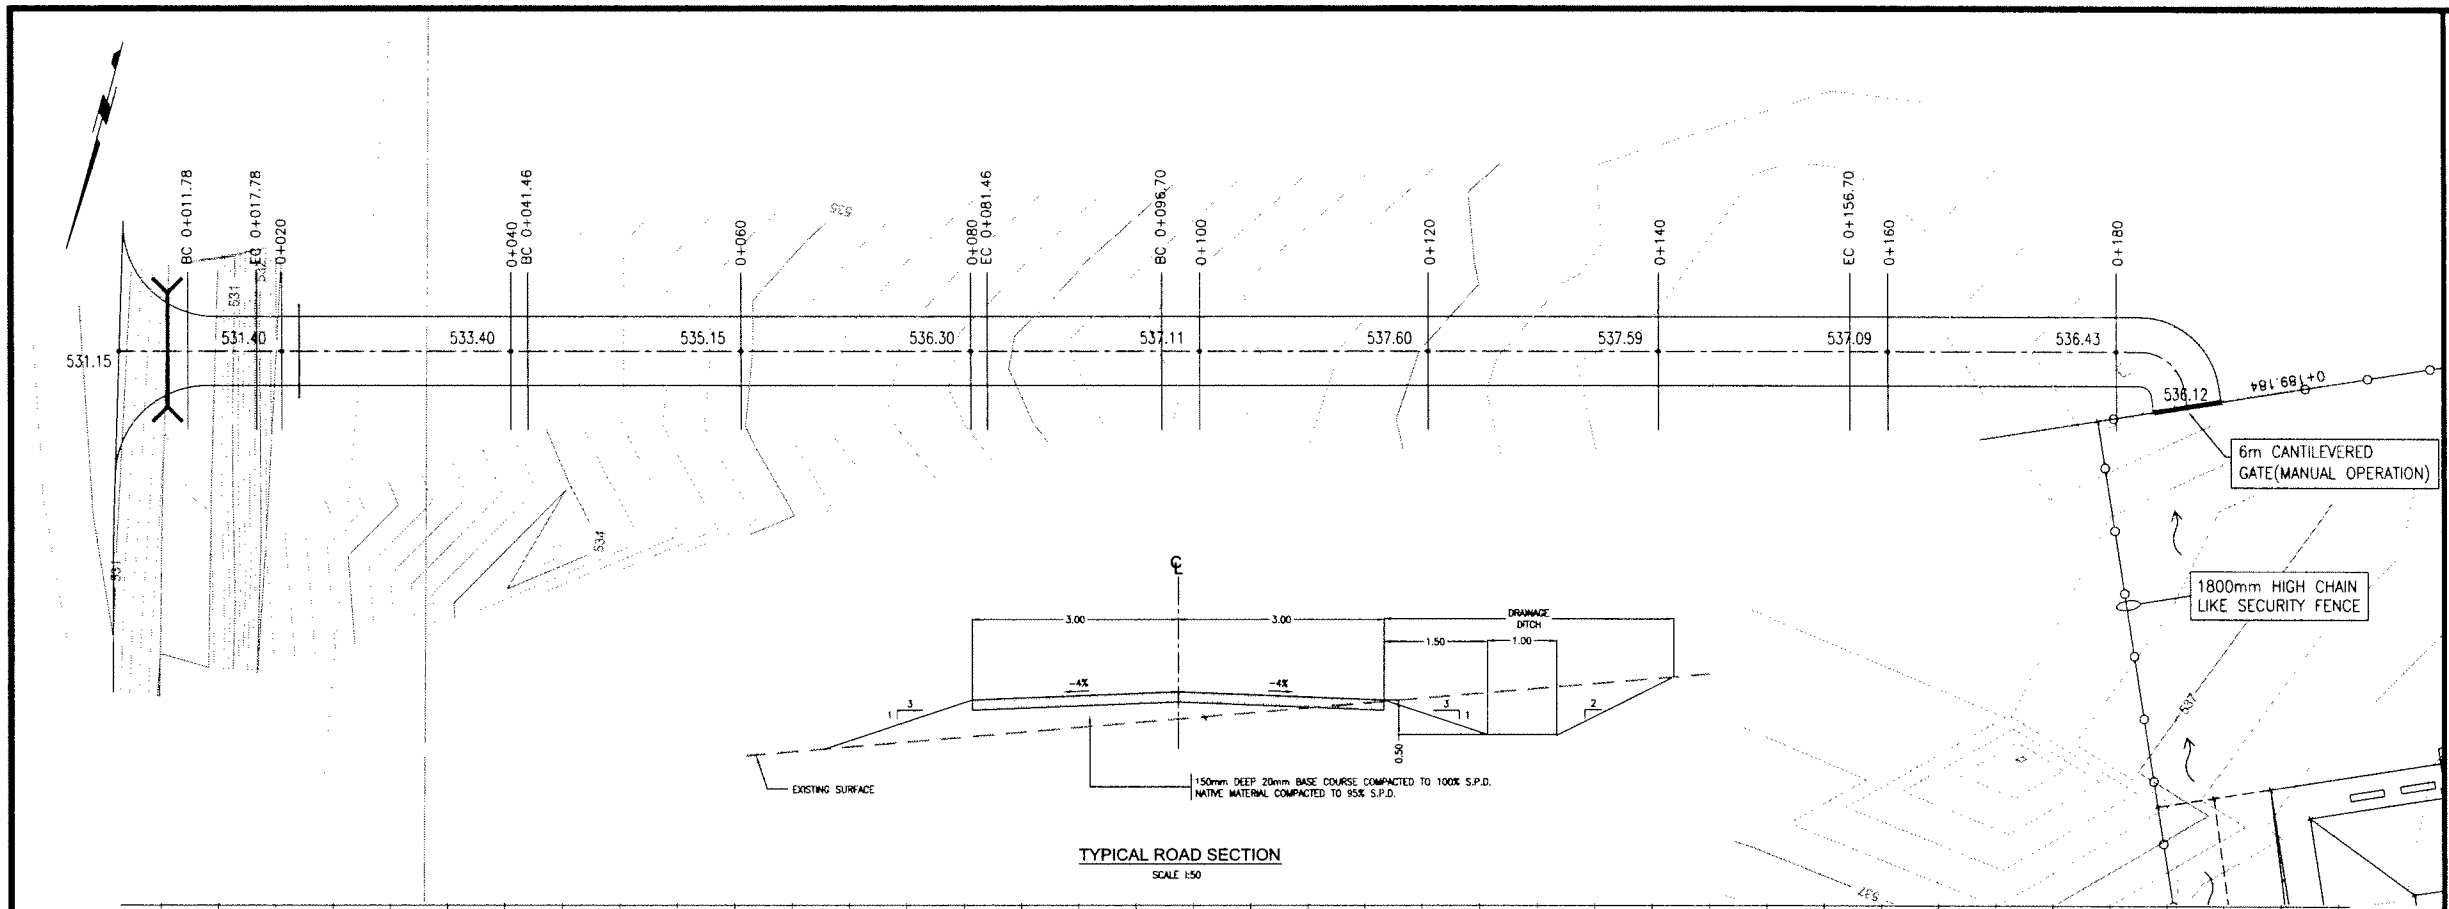 BC 0+011.78
EC 0+017.78
0+020
0+040
BC 0+041.46
0+060
0+080
EC 0+081.46
BC 0+096.70
0+100
0+120
0+140
EC 0+156.70
0+160
0+180
535
531
532
531.15
531.40
533.40
535.15
536.30
537.11
537.60
537.59
537.09
536.43
536.12
0+189.184
6m CANTILEVERED
GATE(MANUAL OPERATION)
534
531
1800mm HIGH CHAIN
LIKE SECURITY FENCE
537
537
CL
3.00
3.00
DRAINAGE
DITCH
1.50
1.00
-4%
-4%
3
1
3
1
2
0.50
EXISTING SURFACE
150mm DEEP 20mm BASE COURSE COMPACTED TO 100% S.P.D.
NATIVE MATERIAL COMPACTED TO 95% S.P.D.
TYPICAL ROAD SECTION
SCALE 1:50